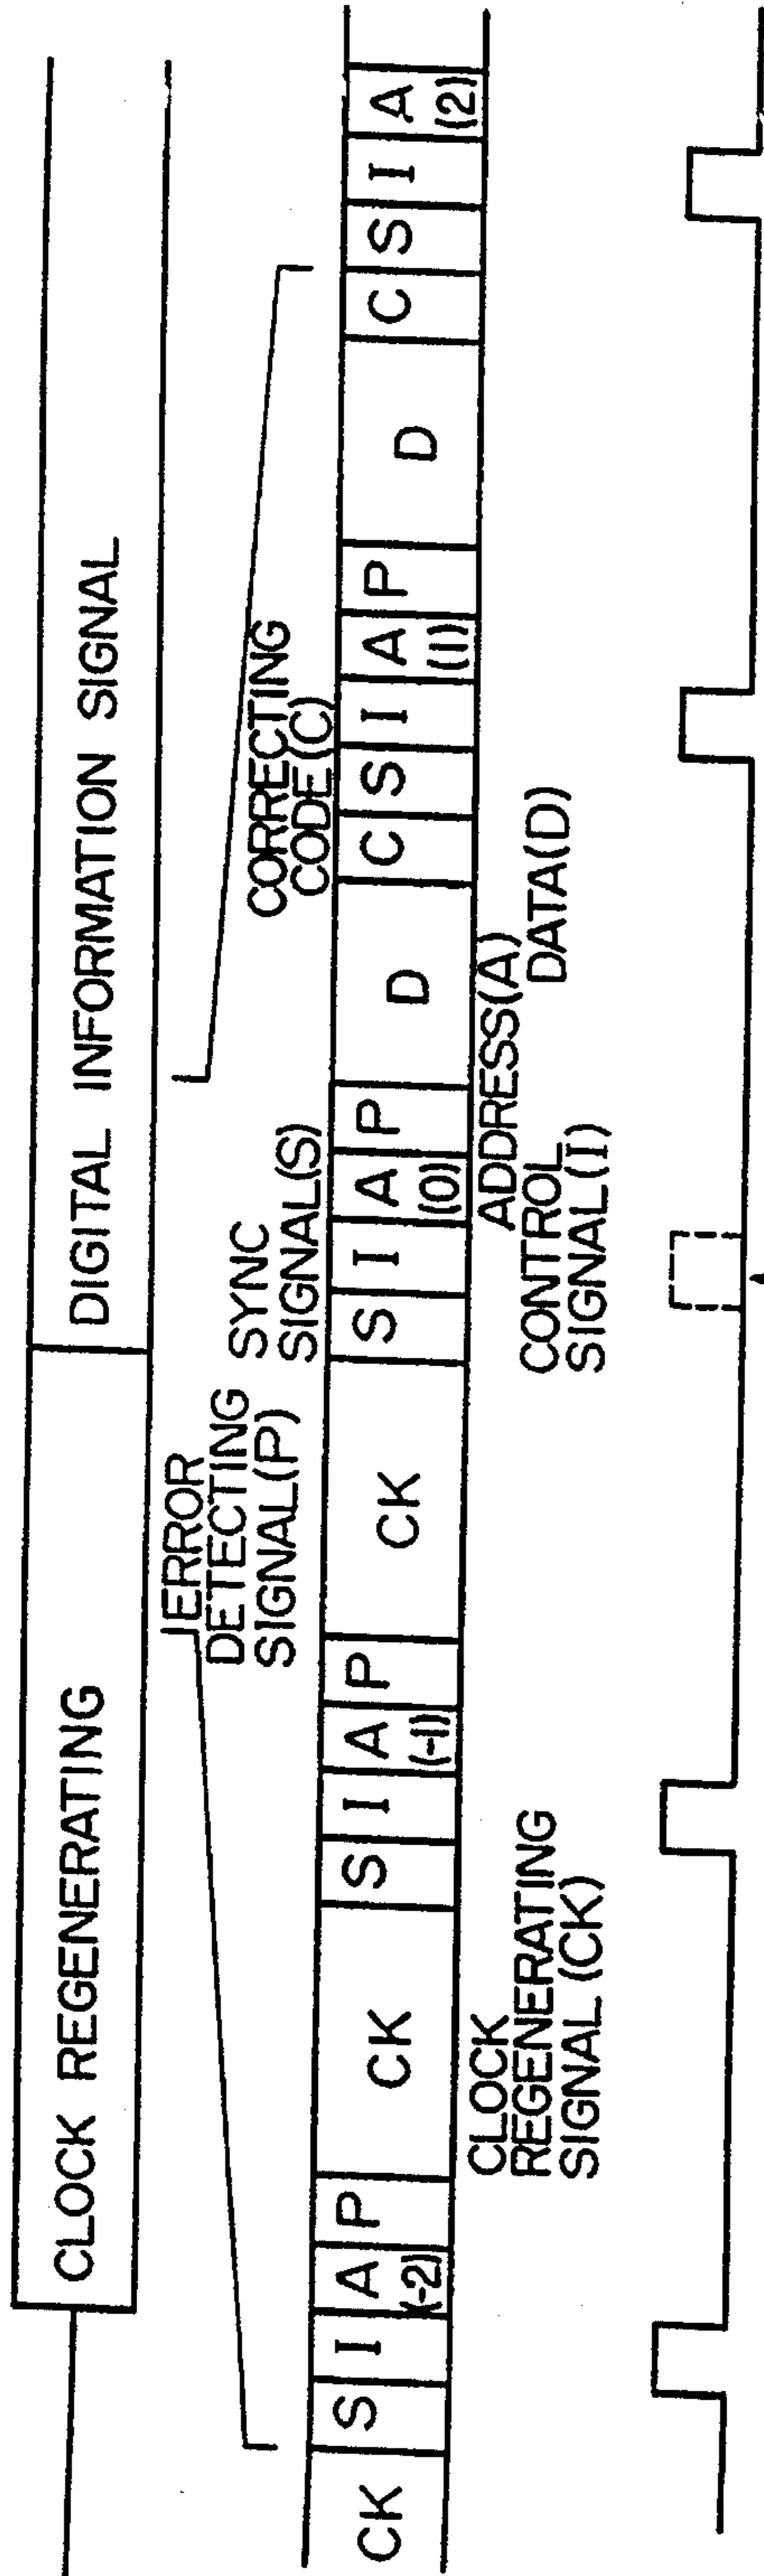 CLOCK REGENERATING
DIGITAL INFORMATION SIGNAL
ERROR
DETECTING
SIGNAL(P)
SYNC
SIGNAL(S)
CORRECTING
CODE(C)
CK S I A (-2) P CK S I A (-1) P CK S I A (0) P D C S I A (1) P D C S I A (2)
CLOCK
REGENERATING
SIGNAL (CK)
CONTROL
SIGNAL(I)
ADDRESS(A)
DATA(D)